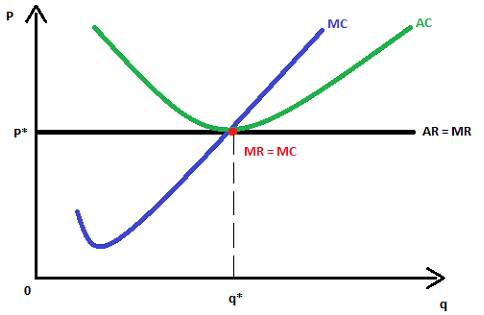 P
MC
AC
P*
AR = MR
MR = MC
0
q*
q